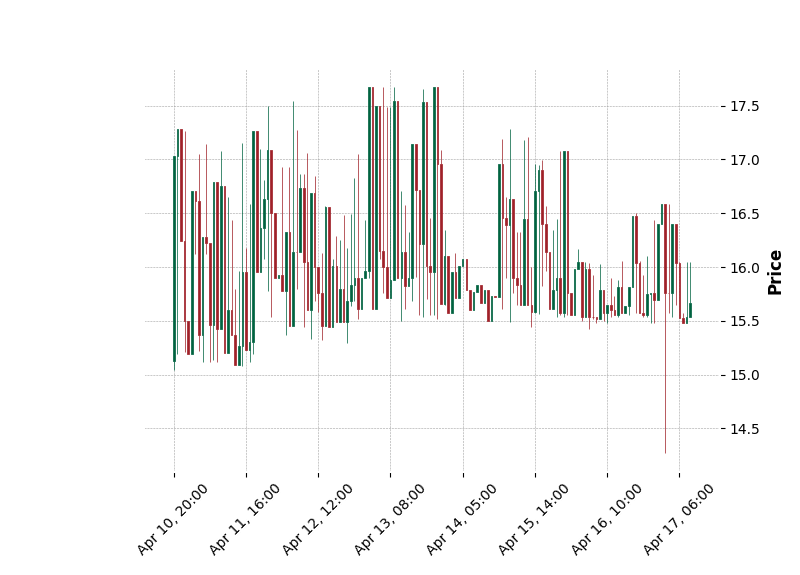 17.5
17.0
16.5
16.0
15.5
15.0
14.5
Price
Apr 10, 20:00
Apr 11, 16:00
Apr 12, 12:00
Apr 13, 08:00
Apr 14, 05:00
Apr 15, 14:00
Apr 16, 10:00
Apr 17, 06:00